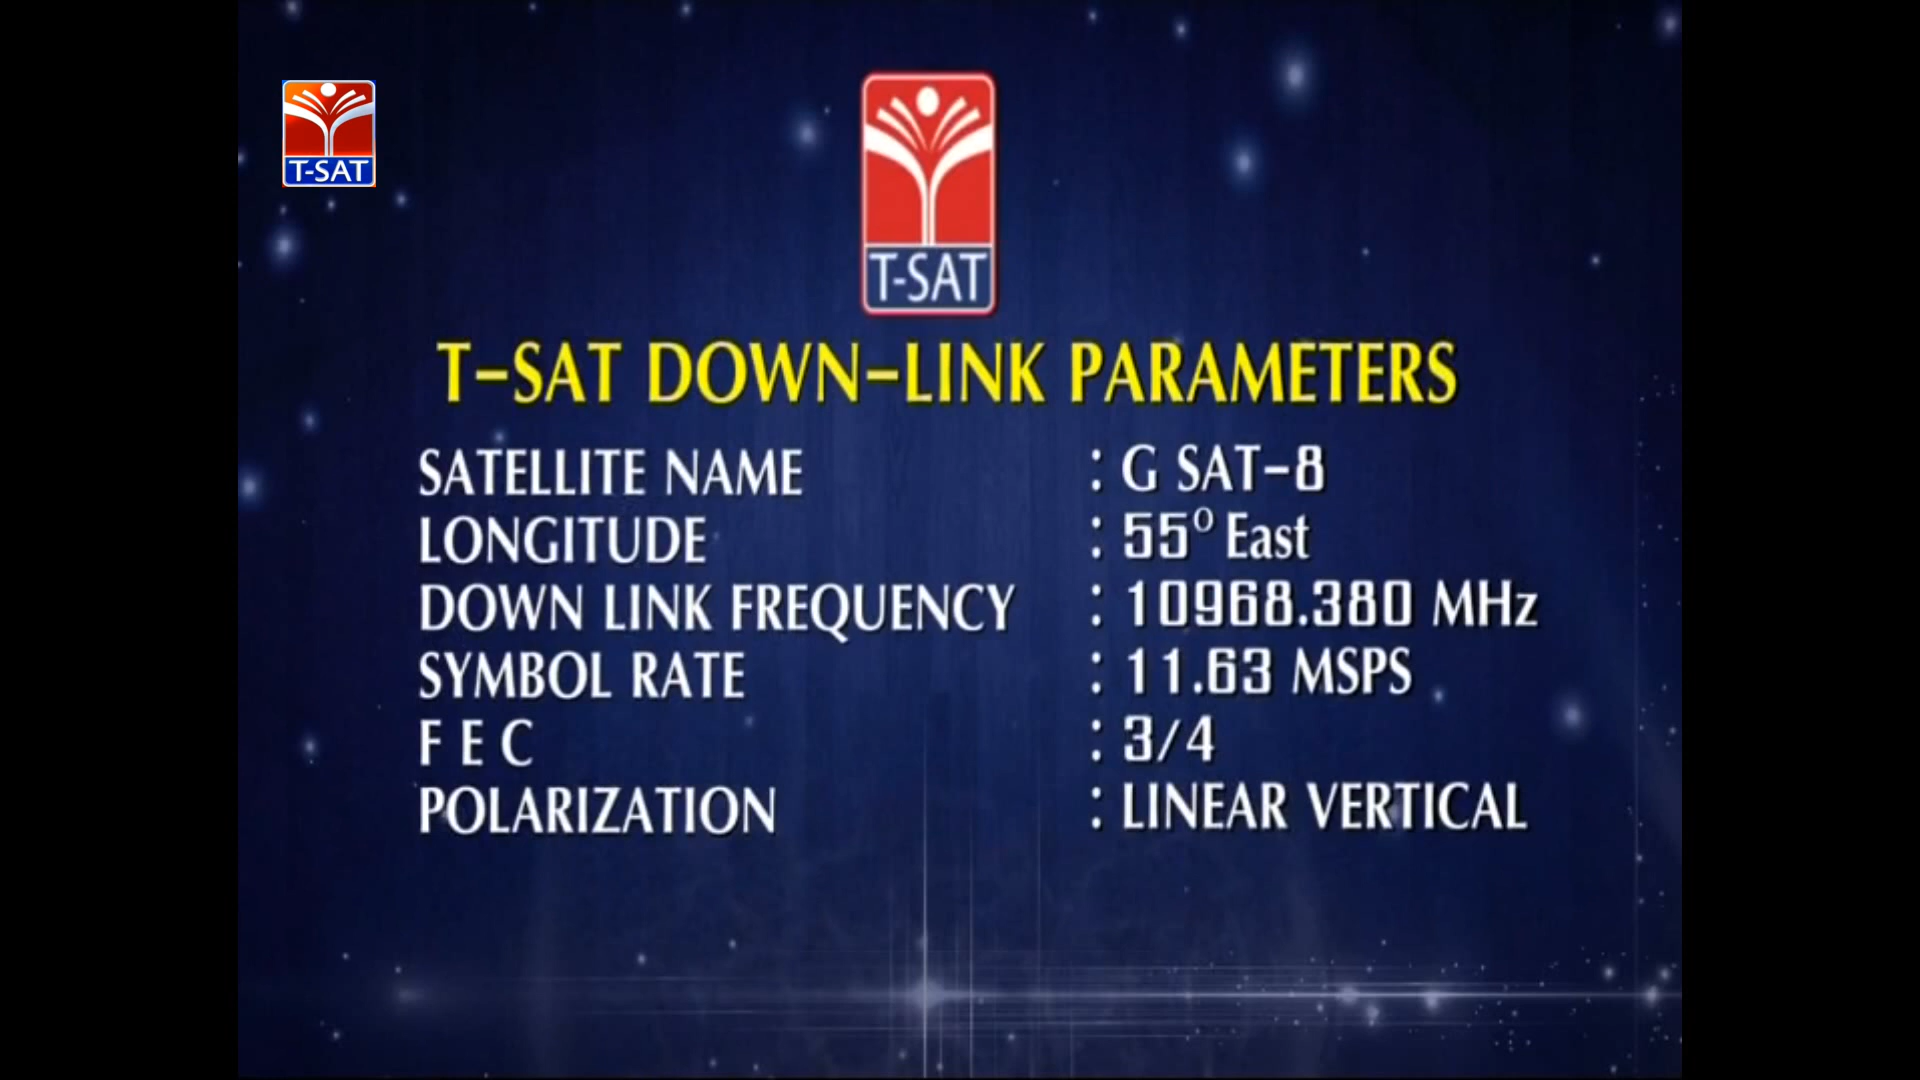 T-SAT
T-SAT
T-SAT DOWN-LINK PARAMETERS
SATELLITE NAME : G SAT-8
LONGITUDE : 55° East
DOWN LINK FREQUENCY : 10968.380 MHz
SYMBOL RATE : 11.63 MSPS
F E C : 3/4
POLARIZATION : LINEAR VERTICAL